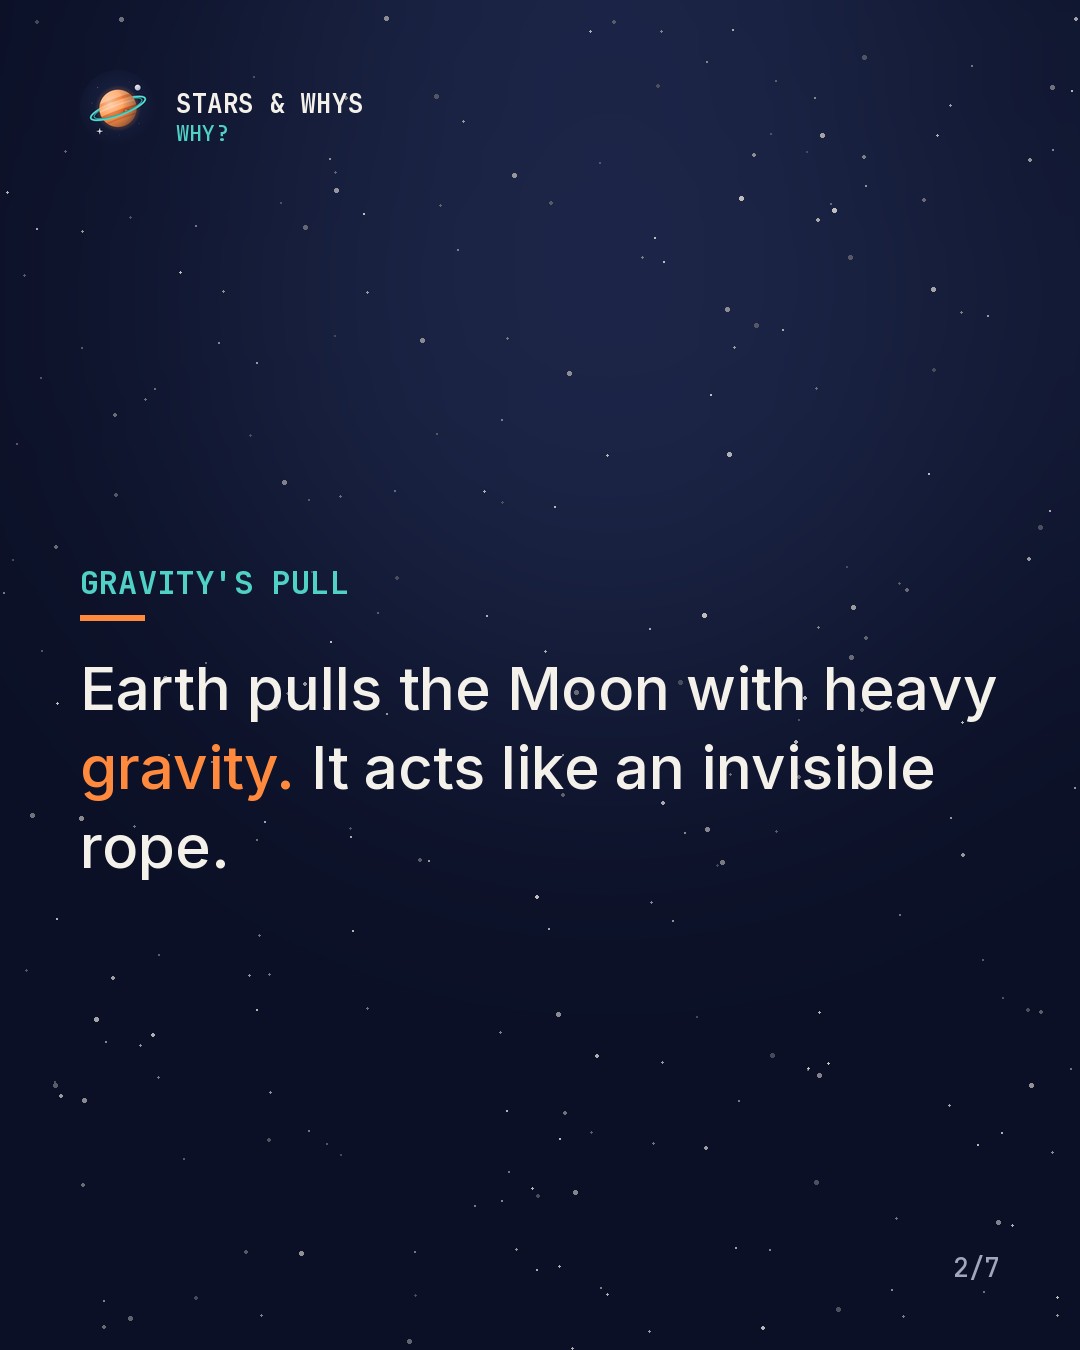 STARS & WHYS
WHY?
GRAVITY'S PULL
Earth pulls the Moon with heavy
gravity. It acts like an invisible
rope.
2/7